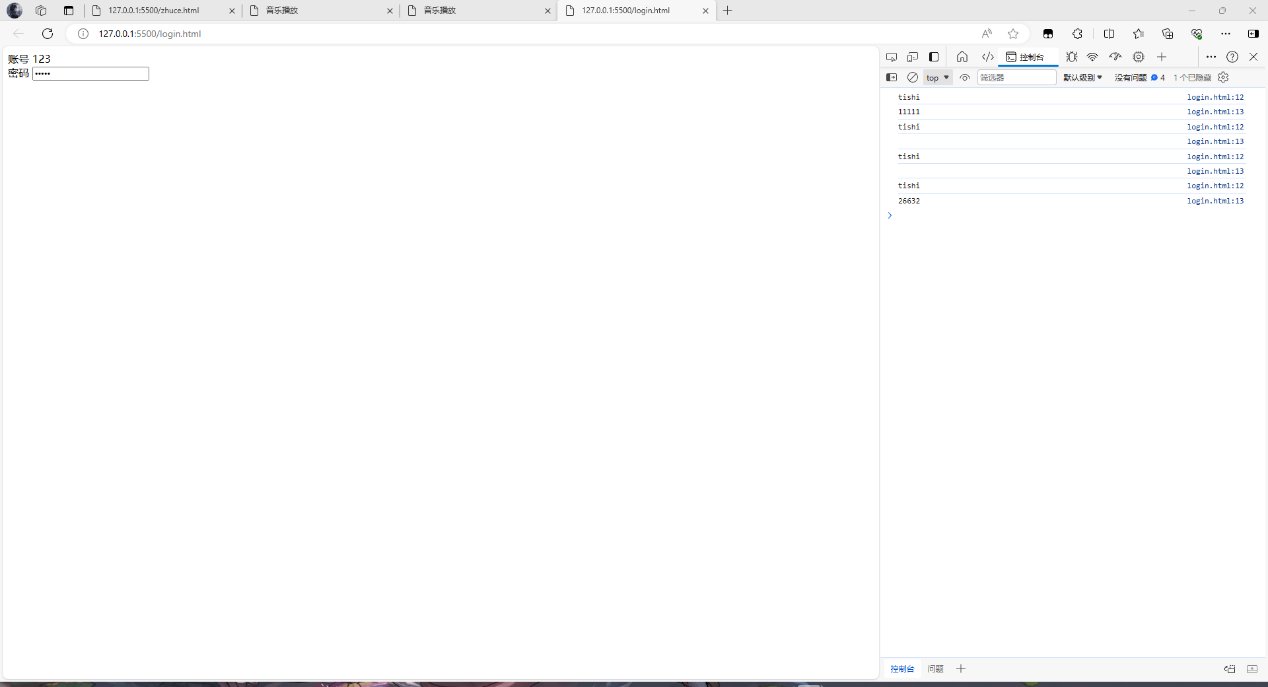 127.0.0.1:5500/zhuce.html
音乐播放
音乐播放
127.0.0.1:5500/login.html
127.0.0.1:5500/login.html
账号 123
密码 •••••
控制台
top
筛选器
默认级别
没有问题
4
1 个已隐藏
tishi login.html:12
11111 login.html:13
tishi login.html:12
login.html:13
tishi login.html:12
login.html:13
tishi login.html:12
26632 login.html:13
控制台
问题